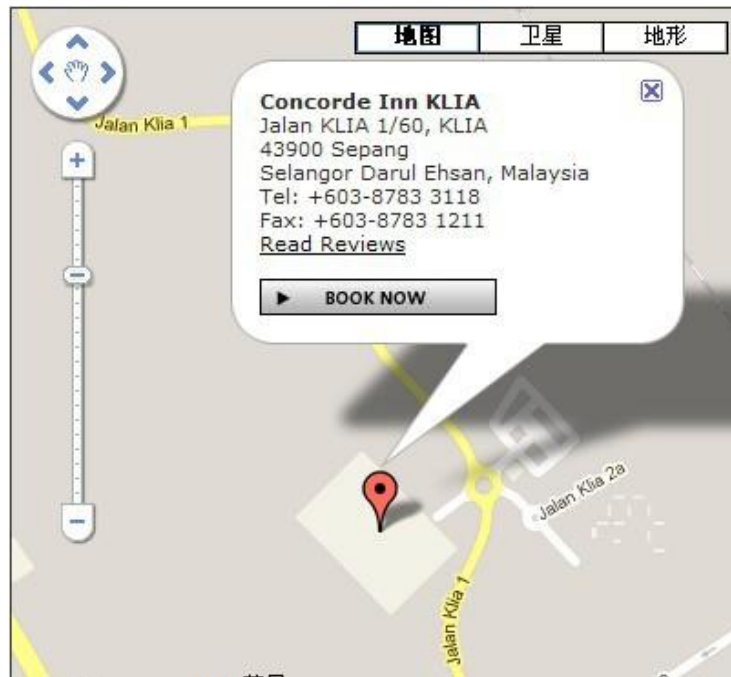 地图 卫星 地形
Jalan Klia 1
Concorde Inn KLIA
Jalan KLIA 1/60, KLIA
43900 Sepang
Selangor Darul Ehsan, Malaysia
Tel: +603-8783 3118
Fax: +603-8783 1211
Read Reviews
BOOK NOW
Jalan Klia 2a
Jalan Klia 1